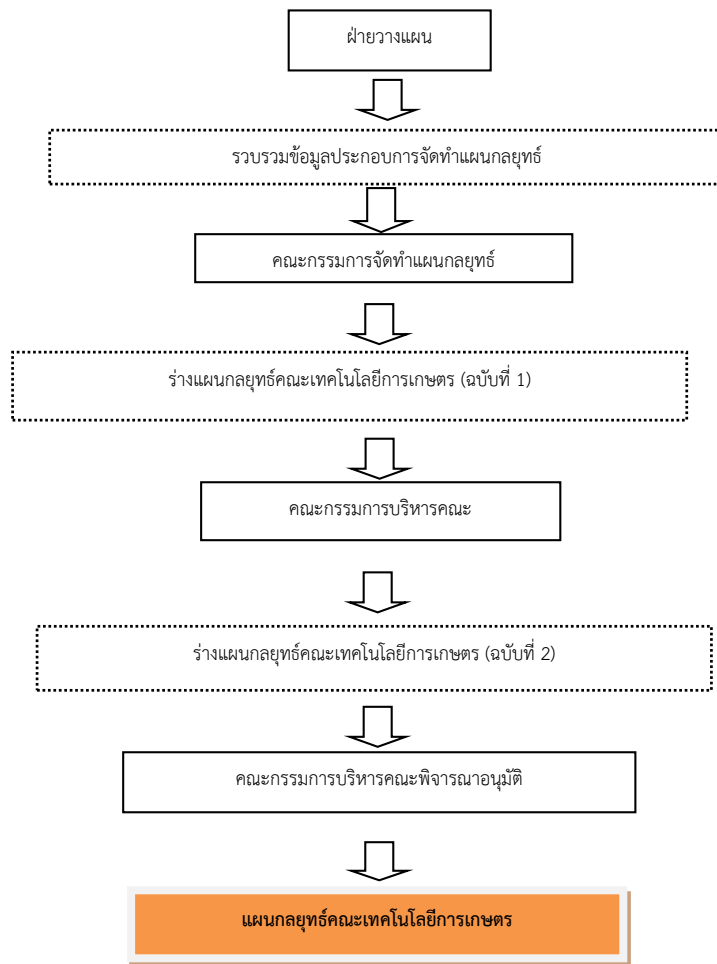 ฝ่ายวางแผน
รวบรวมข้อมูลประกอบการจัดทำแผนกลยุทธ์
คณะกรรมการจัดทำแผนกลยุทธ์
ร่างแผนกลยุทธ์คณะเทคโนโลยีการเกษตร (ฉบับที่ 1)
คณะกรรมการบริหารคณะ
ร่างแผนกลยุทธ์คณะเทคโนโลยีการเกษตร (ฉบับที่ 2)
คณะกรรมการบริหารคณะพิจารณาอนุมัติ
แผนกลยุทธ์คณะเทคโนโลยีการเกษตร